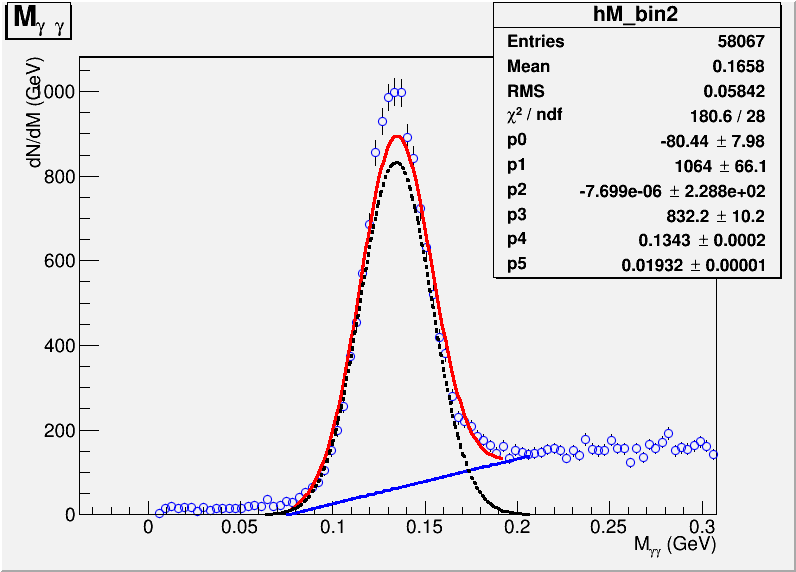 M γ γ
hM_bin2
Entries 58067
Mean 0.1658
RMS 0.05842
χ² / ndf 180.6 / 28
p0 -80.44 ± 7.98
p1 1064 ± 66.1
p2 -7.699e-06 ± 2.288e+02
p3 832.2 ± 10.2
p4 0.1343 ± 0.0002
p5 0.01932 ± 0.00001
dN/dM (GeV)
1000
800
600
400
200
0
0 0.05 0.1 0.15 0.2 0.25 0.3
Mγγ (GeV)